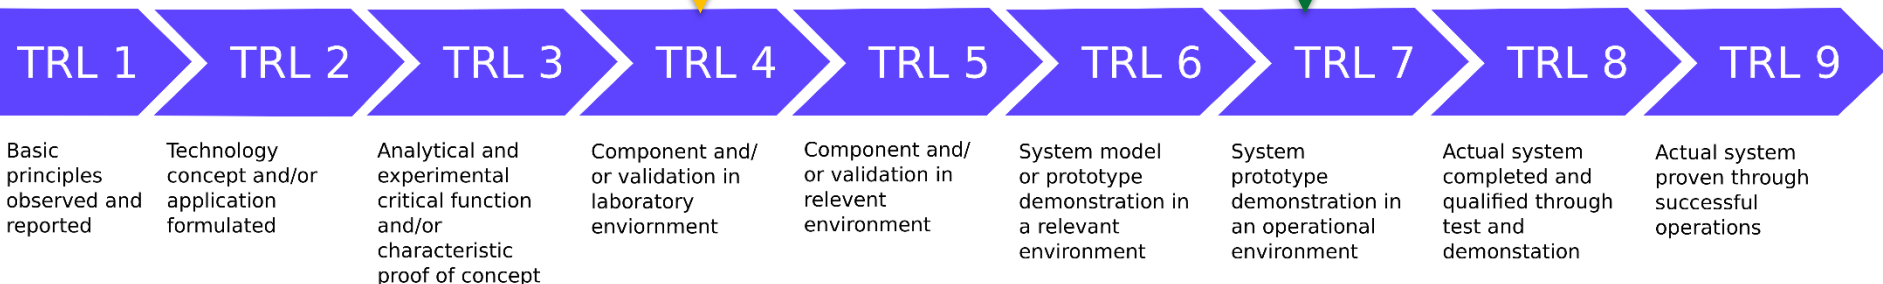 TRL 1
TRL 2
TRL 3
TRL 4
TRL 5
TRL 6
TRL 7
TRL 8
TRL 9
Basic
principles
observed and
reported
Technology
concept and/or
application
formulated
Analytical and
experimental
critical function
and/or
characteristic
proof of concept
Component and/
or validation in
laboratory
enviornment
Component and/
or validation in
relevent
environment
System model
or prototype
demonstration in
a relevant
environment
System
prototype
demonstration in
an operational
environment
Actual system
completed and
qualified through
test and
demonstation
Actual system
proven through
successful
operations